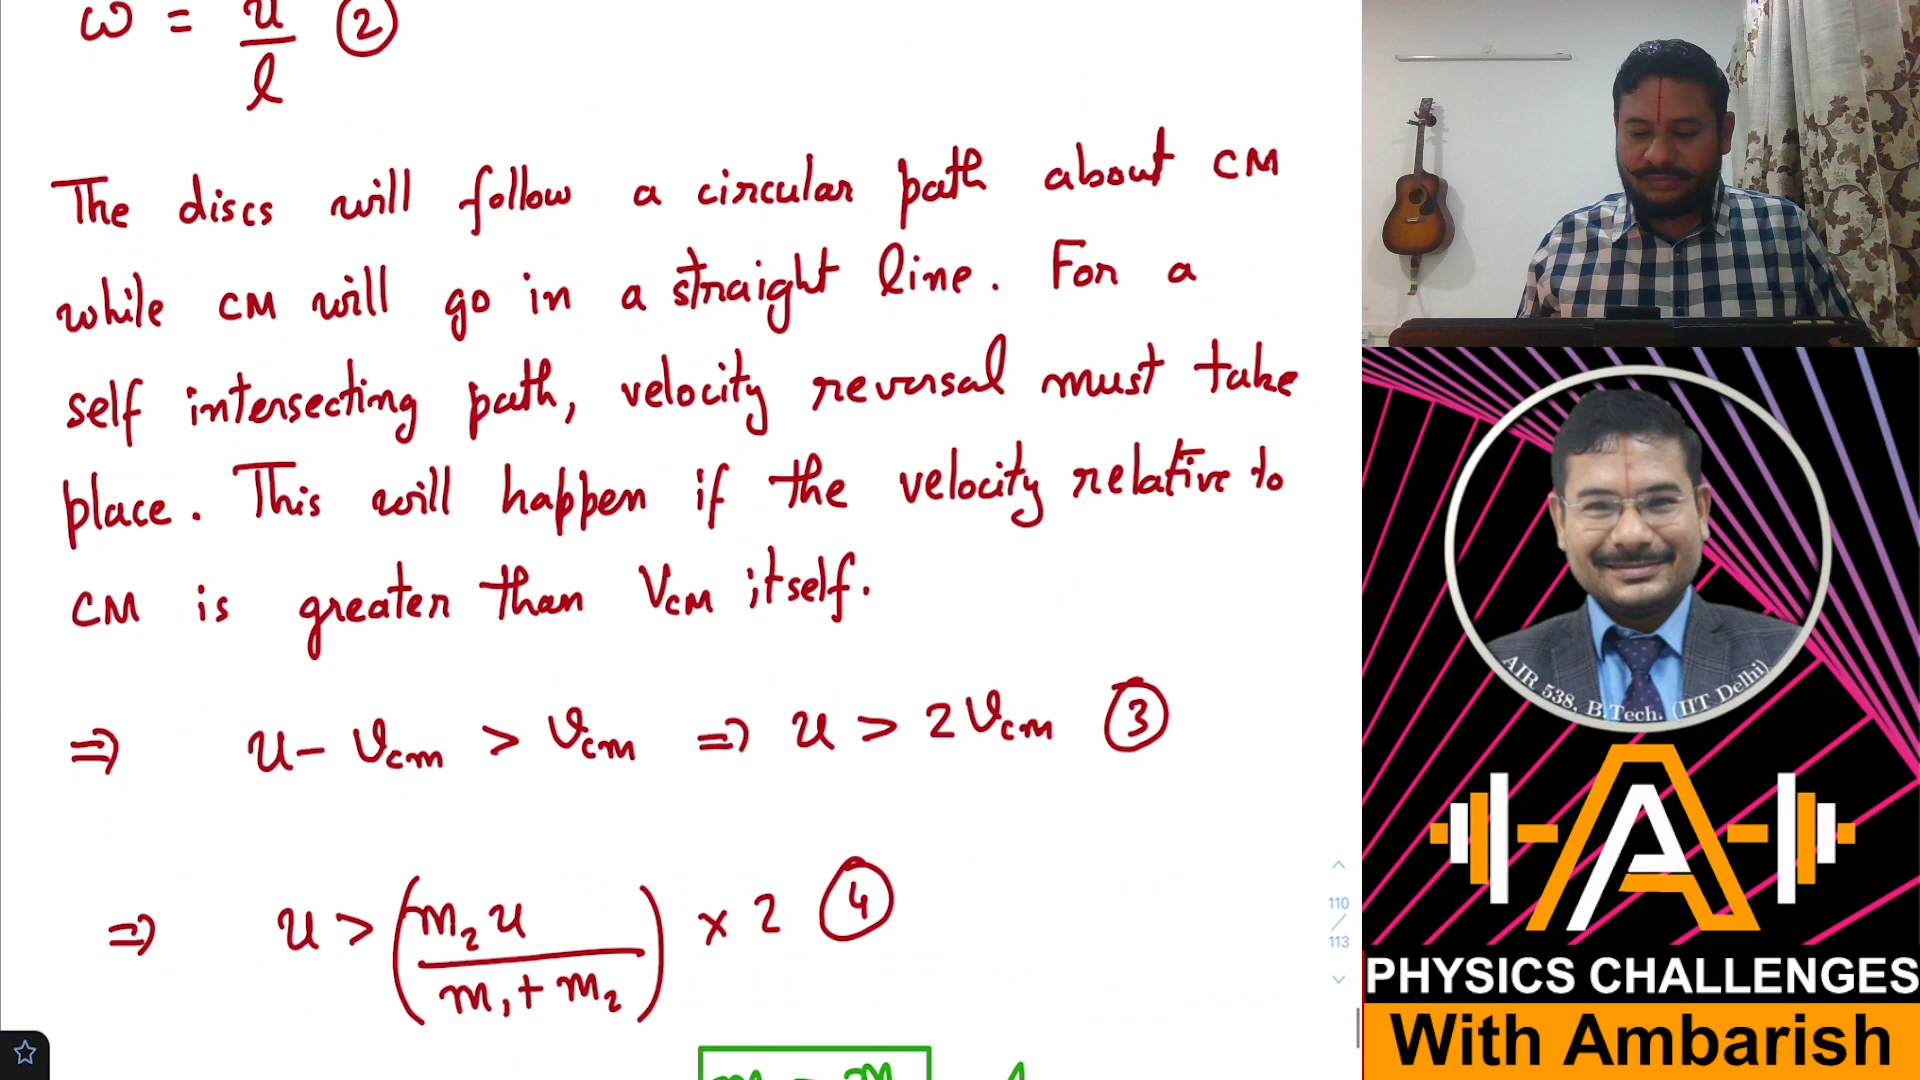 ω = u/l ②
The discs will follow a circular path about CM
while CM will go in a straight line. For a
self intersecting path, velocity reversal must take
place. This will happen if the velocity relative to
CM is greater than VCM itself.
⇒ u - vcm > vcm ⇒ u > 2vcm ③
⇒ u > (m₂u / m₁ + m₂) × 2 ④
110
/
113
AIR 538, B.Tech. (IIT Delhi)
A
PHYSICS CHALLENGES
With Ambarish